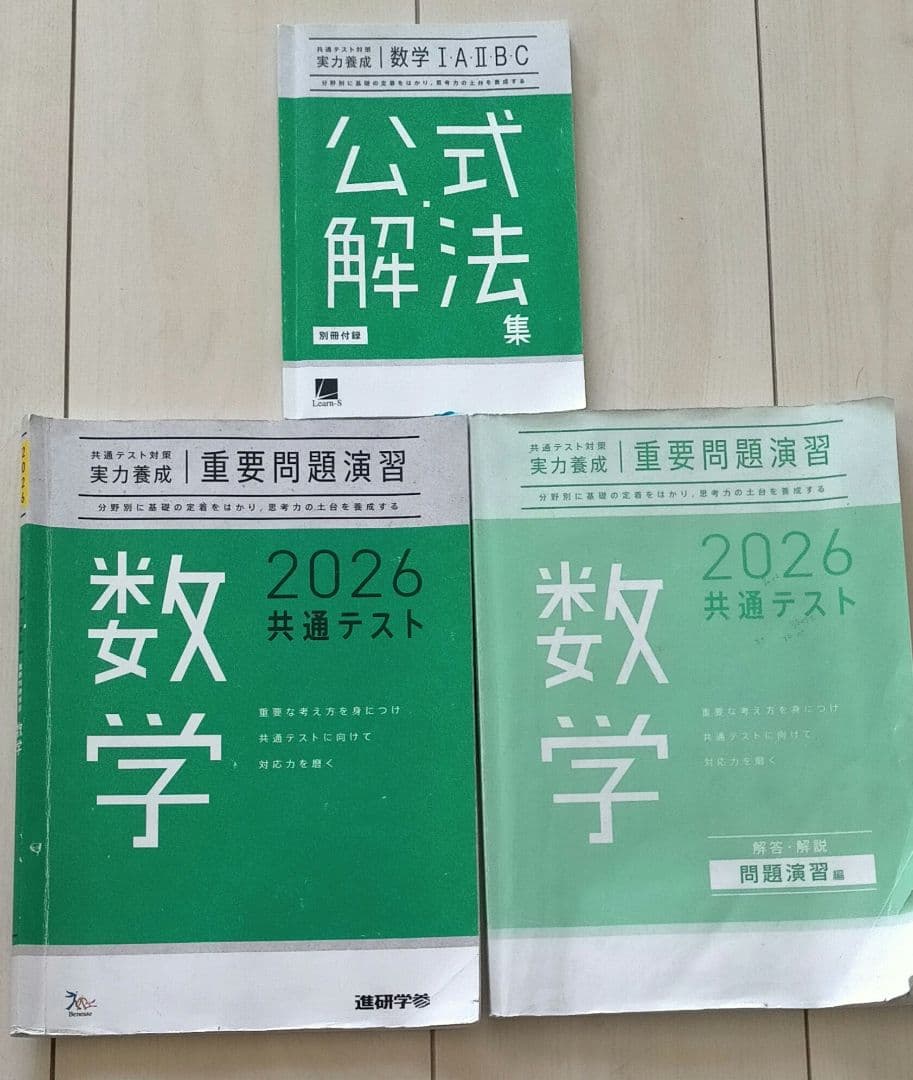 共通テスト対策
実力養成
数学 Ⅰ・A・Ⅱ・B・C
分野別に基礎の定着をはかり,思考力の土台を養成する
公式・
解法
集
別冊付録
Learn-S
2026
共通テスト対策
実力養成
重要問題演習
分野別に基礎の定着をはかり,思考力の土台を養成する
数学
2026
共通テスト
重要な考え方を身につけ
共通テストに向けて
対応力を磨く
数学
Benesse
進研学参
共通テスト対策
実力養成
重要問題演習
分野別に基礎の定着をはかり,思考力の土台を養成する
数学
2026
共通テスト
重要な考え方を身につけ
共通テストに向けて
対応力を磨く
解答・解説
問題演習編